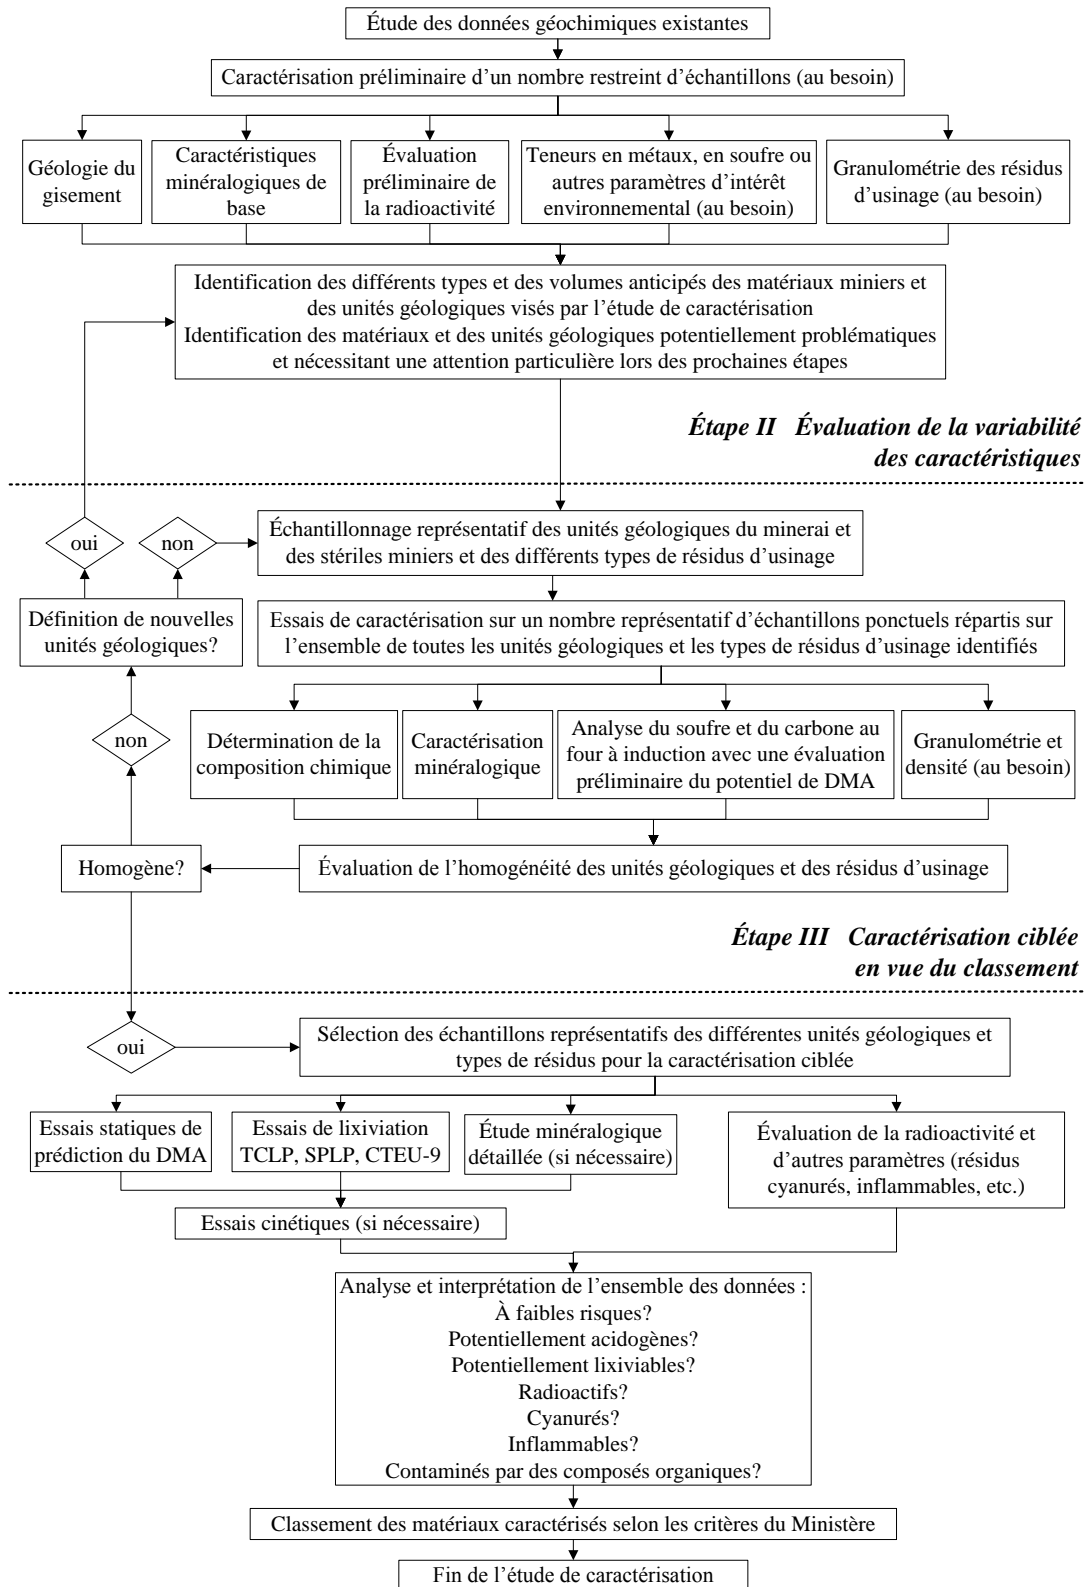 Étude des données géochimiques existantes
Caractérisation préliminaire d'un nombre restreint d'échantillons (au besoin)
Géologie du
gisement
Caractéristiques
minéralogiques de
base
Évaluation
préliminaire de
la radioactivité
Teneurs en métaux, en soufre ou
autres paramètres d'intérêt
environnemental (au besoin)
Granulométrie des résidus
d'usinage (au besoin)
Identification des différents types et des volumes anticipés des matériaux miniers et
des unités géologiques visés par l'étude de caractérisation
Identification des matériaux et des unités géologiques potentiellement problématiques
et nécessitant une attention particulière lors des prochaines étapes
Étape II Évaluation de la variabilité
des caractéristiques
oui
non
Échantillonnage représentatif des unités géologiques du minerai et
des stériles miniers et des différents types de résidus d'usinage
Définition de nouvelles
unités géologiques?
Essais de caractérisation sur un nombre représentatif d'échantillons ponctuels répartis sur
l'ensemble de toutes les unités géologiques et les types de résidus d'usinage identifiés
non
Détermination de la
composition chimique
Caractérisation
minéralogique
Analyse du soufre et du carbone au
four à induction avec une évaluation
préliminaire du potentiel de DMA
Granulométrie et
densité (au besoin)
Homogène?
Évaluation de l'homogénéité des unités géologiques et des résidus d'usinage
Étape III Caractérisation ciblée
en vue du classement
oui
Sélection des échantillons représentatifs des différentes unités géologiques et
types de résidus pour la caractérisation ciblée
Essais statiques de
prédiction du DMA
Essais de lixiviation
TCLP, SPLP, CTEU-9
Étude minéralogique
détaillée (si nécessaire)
Évaluation de la radioactivité et
d'autres paramètres (résidus
cyanurés, inflammables, etc.)
Essais cinétiques (si nécessaire)
Analyse et interprétation de l'ensemble des données :
À faibles risques?
Potentiellement acidogènes?
Potentiellement lixiviables?
Radioactifs?
Cyanurés?
Inflammables?
Contaminés par des composés organiques?
Classement des matériaux caractérisés selon les critères du Ministère
Fin de l'étude de caractérisation